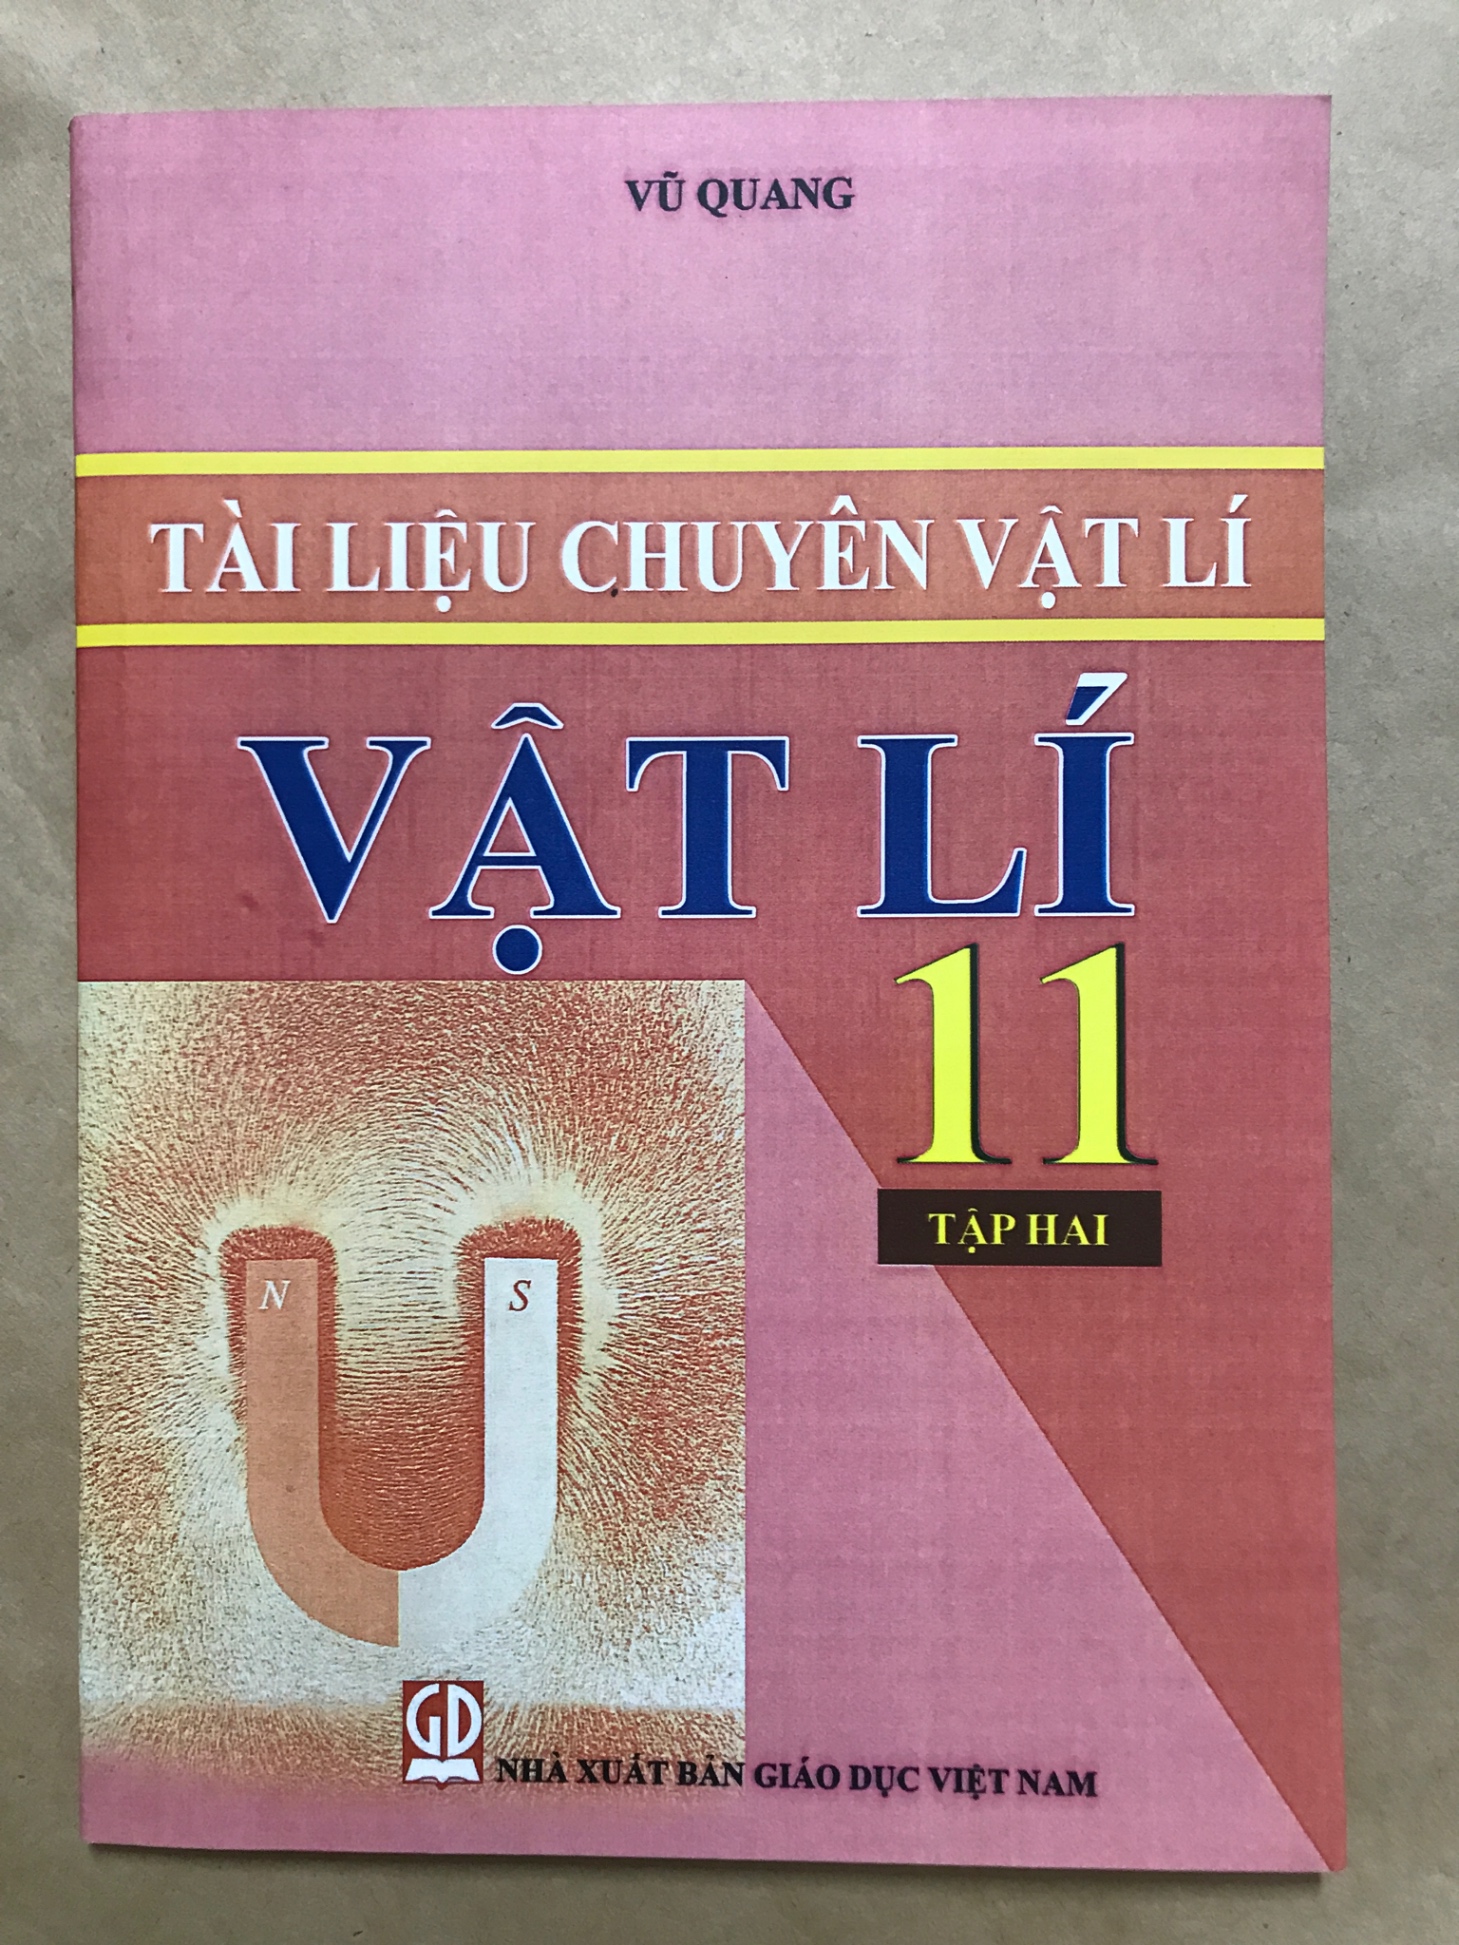 VŨ QUANG
TÀI LIỆU CHUYÊN VẬT LÍ
VẬT LÍ
11
TẬP HAI
N
S
GD
NHÀ XUẤT BẢN GIÁO DỤC VIỆT NAM